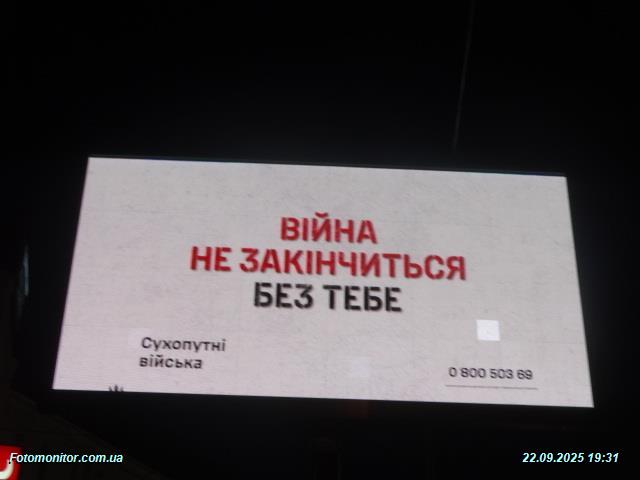 ВІЙНА
НЕ ЗАКІНЧИТЬСЯ
БЕЗ ТЕБЕ
Сухопутні
війська
0 800 503 69
Fotomonitor.com.ua
22.09.2025 19:31